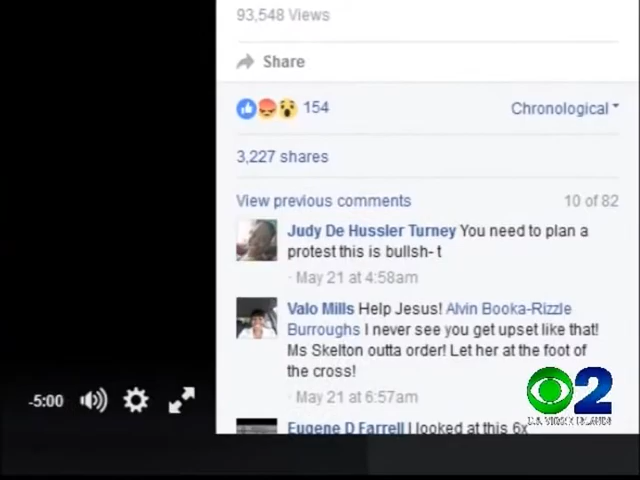 93,548 Views
Share
154
Chronological
3,227 shares
View previous comments
10 of 82
Judy De Hussler Turney You need to plan a
protest this is bullsh- t
· May 21 at 4:58am
Valo Mills Help Jesus! Alvin Booka-Rizzle
Burroughs I never see you get upset like that!
Ms Skelton outta order! Let her at the foot of
the cross!
· May 21 at 6:57am
-5:00
2
U.S. VIRGIN ISLANDS
Eugene D Farrell I looked at this 6x